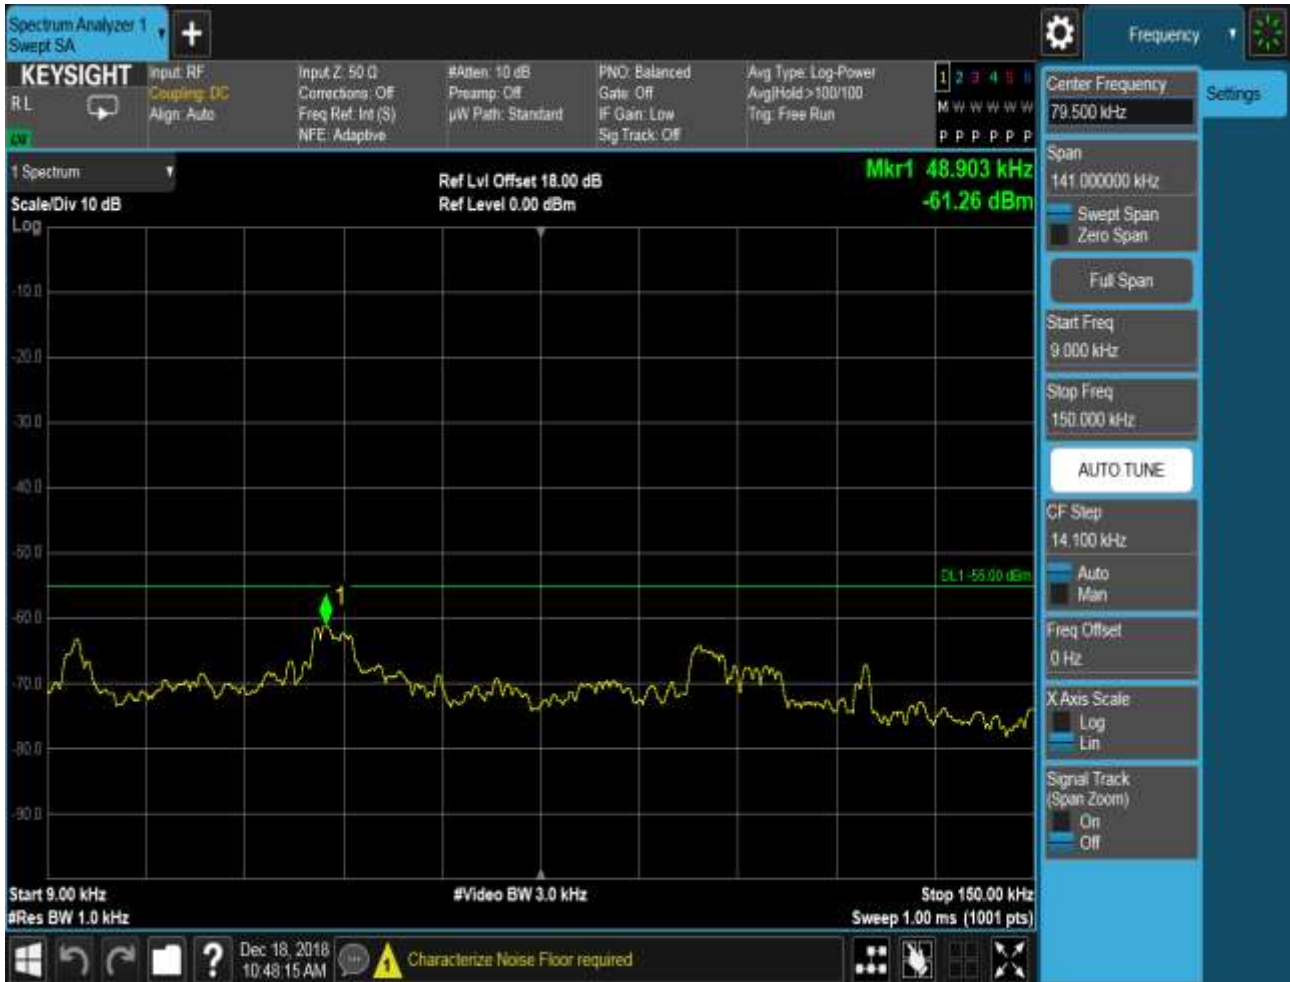 Spectrum Analyzer 1
Swept SA
Frequency
KEYSIGHT
RL
Input: RF
Coupling: DC
Align: Auto
Input Z: 50 Ω
Corrections: Off
Freq Ref: Int (S)
NFE: Adaptive
#Atten: 10 dB
Preamp: Off
µW Path: Standard
PNO: Balanced
Gate: Off
IF Gain: Low
Sig Track: Off
Avg Type: Log-Power
Avg|Hold:>100/100
Trig: Free Run
1 2 3 4 5 6
M W W W W W
P P P P P P
Settings
Center Frequency
79.500 kHz
Span
141.000000 kHz
Swept Span
Zero Span
Full Span
Start Freq
9.000 kHz
Stop Freq
150.000 kHz
AUTO TUNE
CF Step
14.100 kHz
Auto
Man
Freq Offset
0 Hz
X Axis Scale
Log
Lin
Signal Track
(Span Zoom)
On
Off
1 Spectrum
Scale/Div 10 dB
Log
Ref Lvl Offset 18.00 dB
Ref Level 0.00 dBm
Mkr1 48.903 kHz
-61.26 dBm
-10.0
-20.0
-30.0
-40.0
-50.0
DL1 -55.00 dBm
1
-60.0
-70.0
-80.0
-90.0
Start 9.00 kHz
#Res BW 1.0 kHz
#Video BW 3.0 kHz
Stop 150.00 kHz
Sweep 1.00 ms (1001 pts)
?
Dec 18, 2018
10:48:15 AM
Characterize Noise Floor required